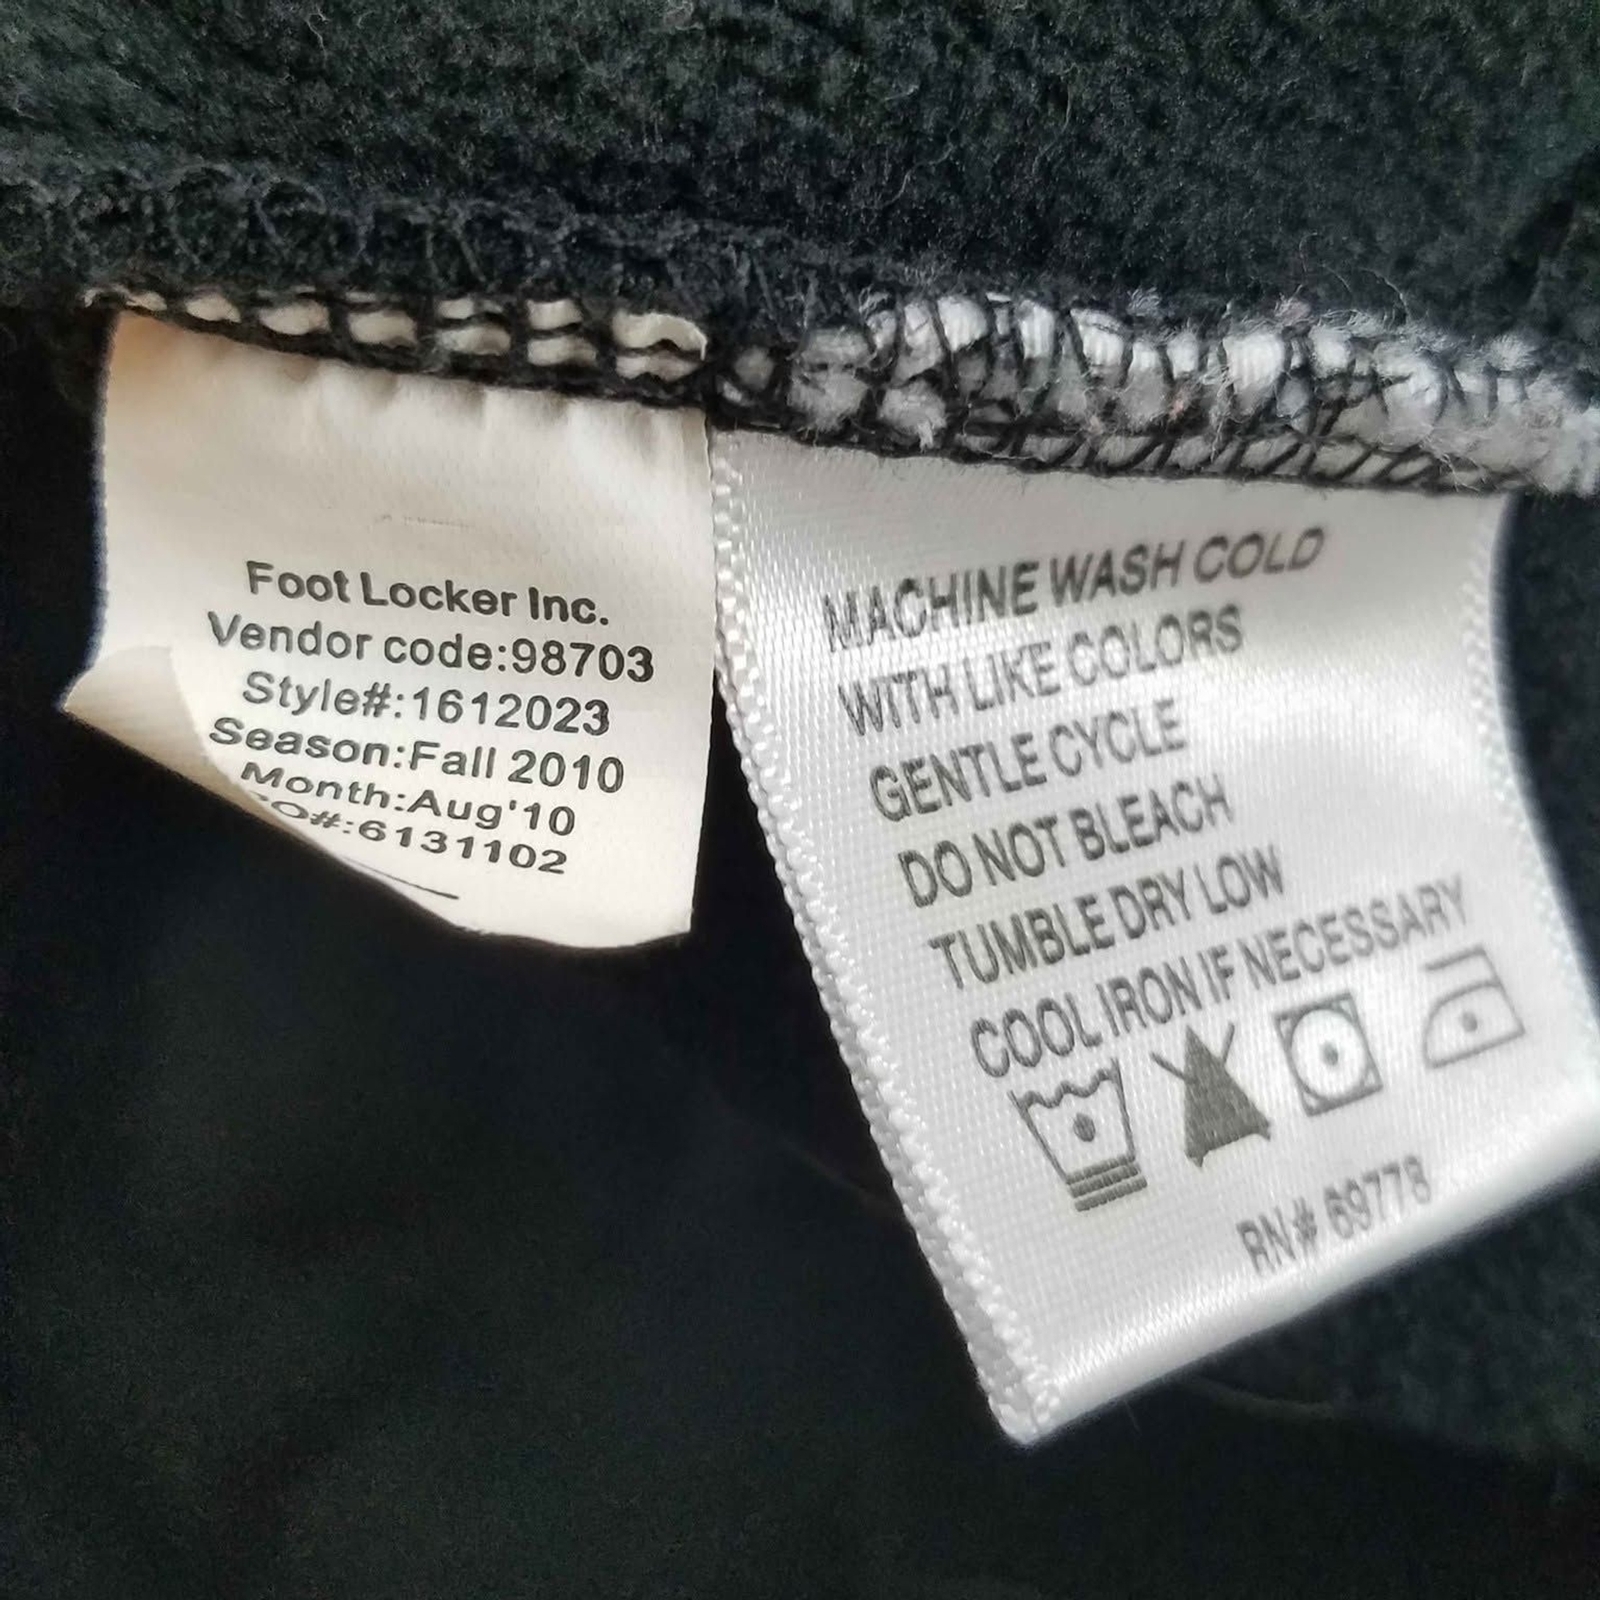 Foot Locker Inc.
Vendor code:98703
Style#:1612023
Season:Fall 2010
Month:Aug'10
O#:6131102
MACHINE WASH COLD
WITH LIKE COLORS
GENTLE CYCLE
DO NOT BLEACH
TUMBLE DRY LOW
COOL IRON IF NECESSARY
RN# 69778